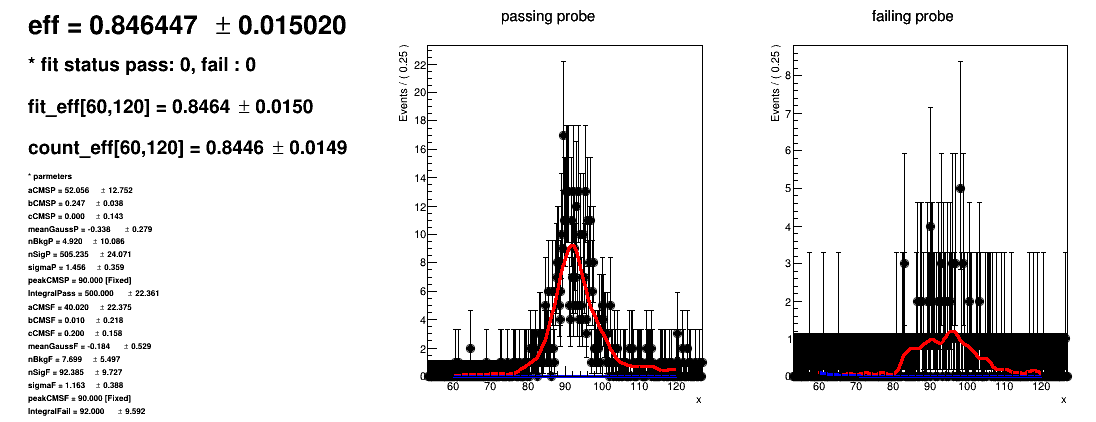 eff = 0.846447 ± 0.015020
* fit status pass: 0, fail : 0
fit_eff[60,120] = 0.8464 ± 0.0150
count_eff[60,120] = 0.8446 ± 0.0149
* parmeters
aCMSP = 52.056 ± 12.752
bCMSP = 0.247 ± 0.038
cCMSP = 0.000 ± 0.143
meanGaussP = -0.338 ± 0.279
nBkgP = 4.920 ± 10.086
nSigP = 505.235 ± 24.071
sigmaP = 1.456 ± 0.359
peakCMSP = 90.000 [Fixed]
IntegralPass = 500.000 ± 22.361
aCMSF = 40.020 ± 22.375
bCMSF = 0.010 ± 0.218
cCMSF = 0.200 ± 0.158
meanGaussF = -0.184 ± 0.529
nBkgF = 7.699 ± 5.497
nSigF = 92.385 ± 9.727
sigmaF = 1.163 ± 0.388
peakCMSF = 90.000 [Fixed]
IntegralFail = 92.000 ± 9.592
passing probe
Events / ( 0.25 )
22
20
18
16
14
12
10
8
6
4
2
0
60 70 80 90 100 110 120
x
failing probe
Events / ( 0.25 )
8
7
6
5
4
3
2
1
0
60 70 80 90 100 110 120
x